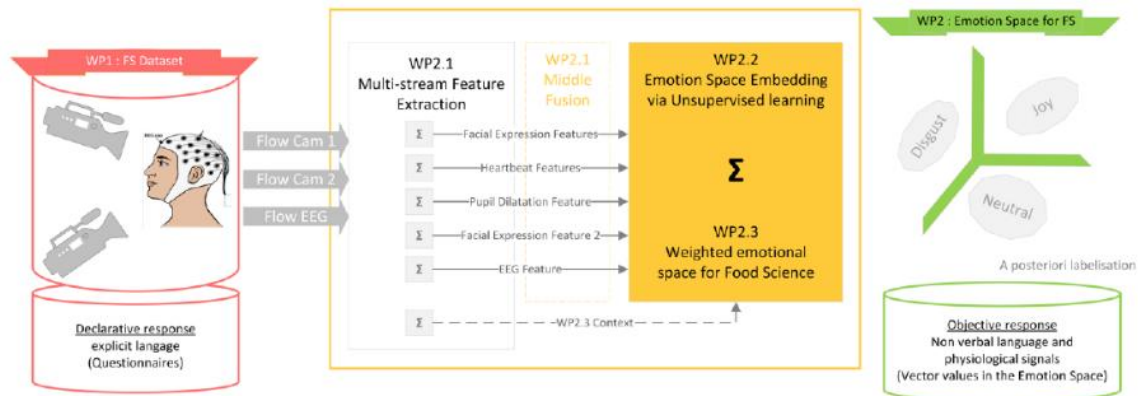 WP1 : FS Dataset
Flow Cam 1
Flow Cam 2
Flow EEG
Declarative response
explicit langage
(Questionnaires)
WP2.1
Multi-stream Feature
Extraction
Σ
Σ
Σ
Σ
Σ
Σ
WP2.1
Middle
Fusion
Facial Expression Features
Heartbeat Features
Pupil Dilatation Feature
Facial Expression Feature 2
EEG Feature
WP2.3 Context
WP2.2
Emotion Space Embedding
via Unsupervised learning
Σ
WP2.3
Weighted emotional
space for Food Science
WP2 : Emotion Space for FS
Disgust
Joy
Neutral
A posteriori labelisation
Objective response
Non verbal language and
physiological signals
(Vector values in the Emotion Space)